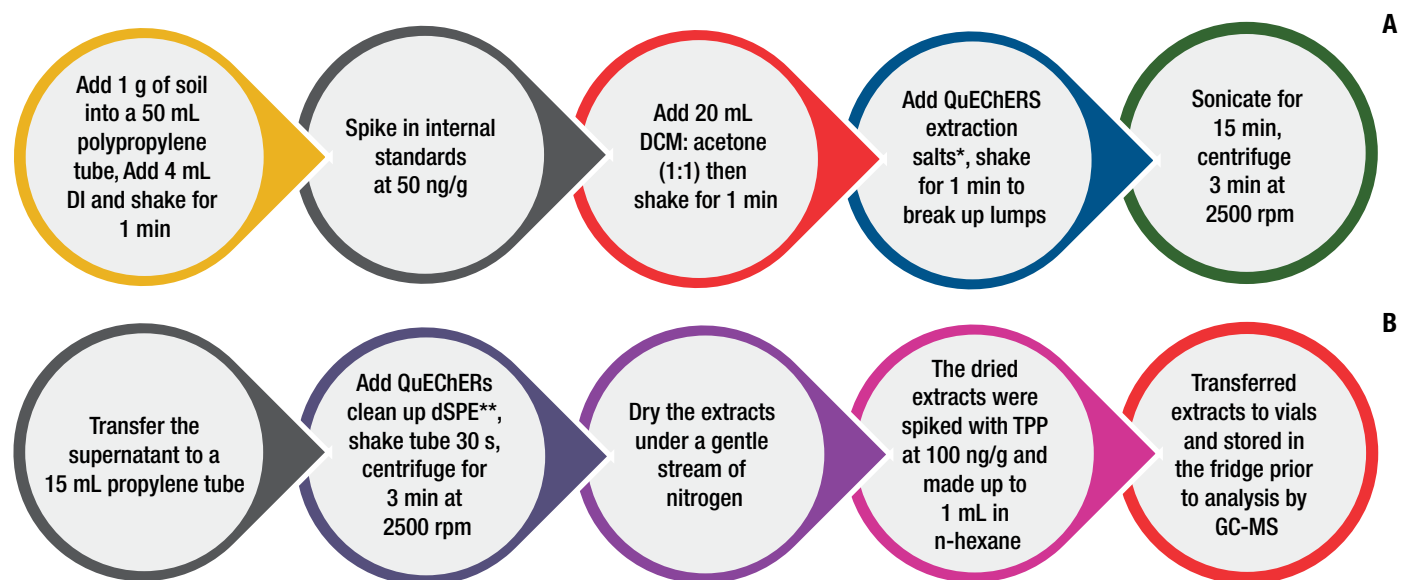 A
Add 1 g of soil
into a 50 mL
polypropylene
tube, Add 4 mL
DI and shake for
1 min
Spike in internal
standards
at 50 ng/g
Add 20 mL
DCM: acetone
(1:1) then
shake for 1 min
Add QuEChERS
extraction
salts*, shake
for 1 min to
break up lumps
Sonicate for
15 min,
centrifuge
3 min at
2500 rpm
B
Transfer the
supernatant to a
15 mL propylene tube
Add QuEChERs
clean up dSPE**,
shake tube 30 s,
centrifuge for
3 min at
2500 rpm
Dry the extracts
under a gentle
stream of
nitrogen
The dried
extracts were
spiked with TPP
at 100 ng/g and
made up to
1 mL in
n-hexane
Transferred
extracts to vials
and stored in
the fridge prior
to analysis by
GC-MS